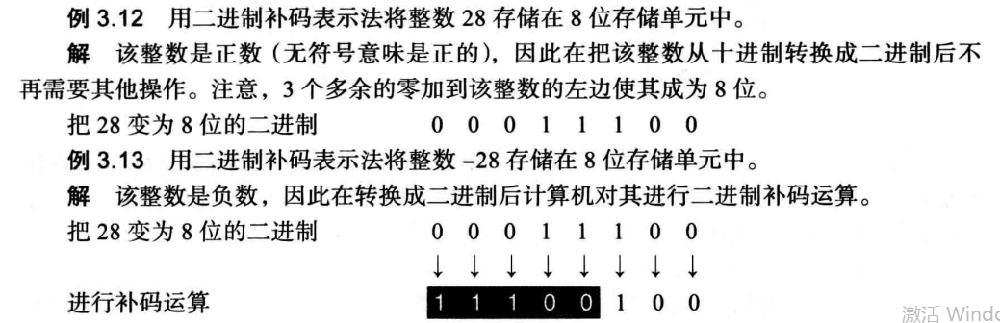 例 3.12 用二进制补码表示法将整数 28 存储在 8 位存储单元中。
解 该整数是正数（无符号意味是正的），因此在把该整数从十进制转换成二进制后不
再需要其他操作。注意，3 个多余的零加到该整数的左边使其成为 8 位。
把 28 变为 8 位的二进制 0 0 0 1 1 1 0 0
例 3.13 用二进制补码表示法将整数 –28 存储在 8 位存储单元中。
解 该整数是负数，因此在转换成二进制后计算机对其进行二进制补码运算。
把 28 变为 8 位的二进制 0 0 0 1 1 1 0 0
↓ ↓ ↓ ↓ ↓ ↓ ↓ ↓
进行补码运算 1 1 1 0 0 1 0 0
激活 Windo